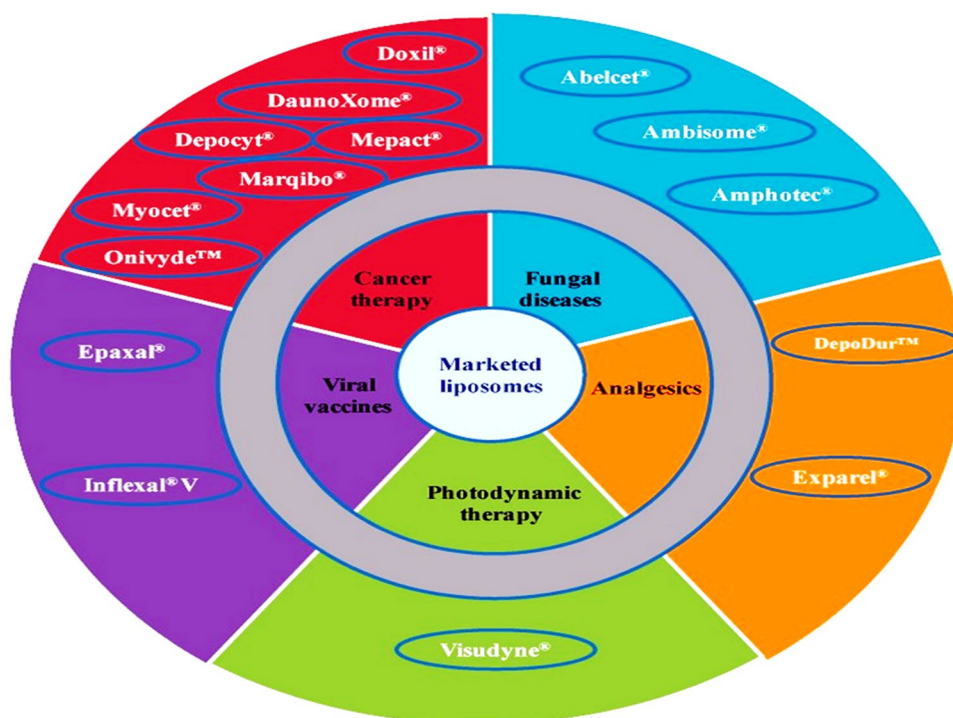 Doxil®
DaunoXome®
Depocyt®
Mepact®
Marqibo®
Myocet®
Onivyde™
Abelcet®
Ambisome®
Amphotec®
Cancer
therapy
Fungal
diseases
Marketed
liposomes
Viral
vaccines
Analgesics
Photodynamic
therapy
Epaxal®
Inflexal® V
DepoDur™
Exparel®
Visudyne®